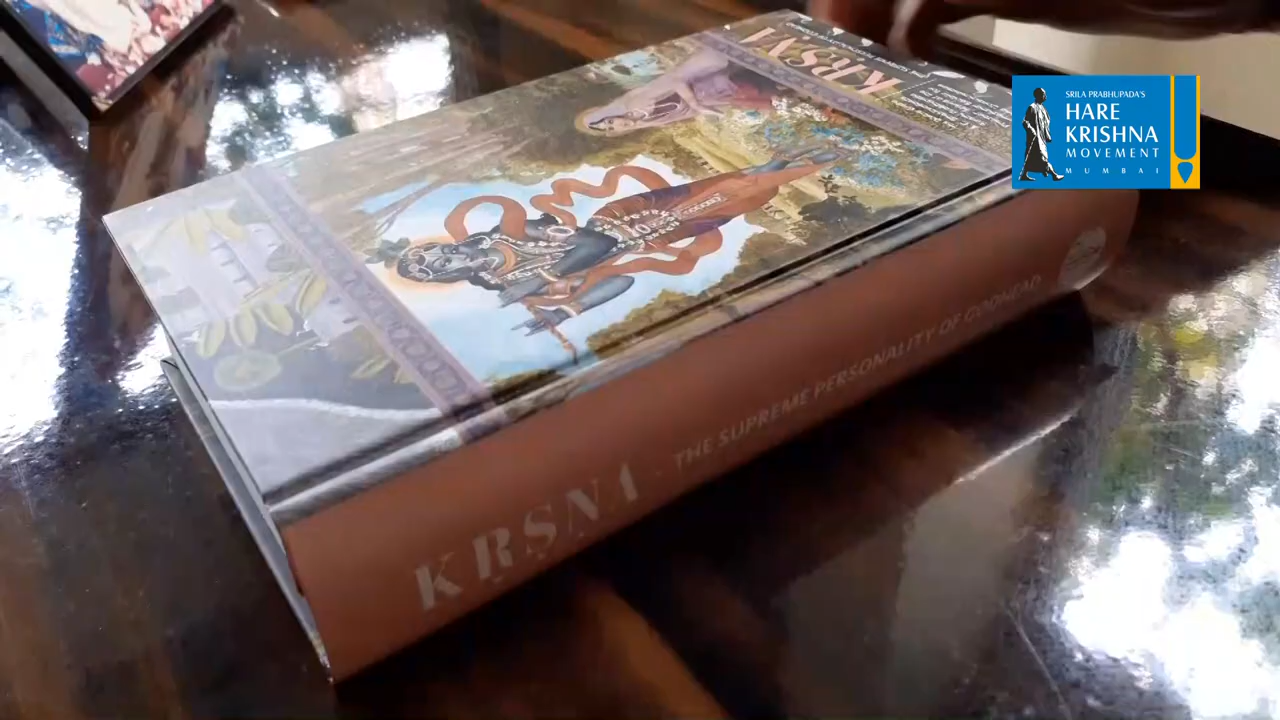 KṚṢṆA
KṚṢṆA - THE SUPREME PERSONALITY OF GODHEAD
SRILA PRABHUPADA'S
HARE
KRISHNA
MOVEMENT
MUMBAI